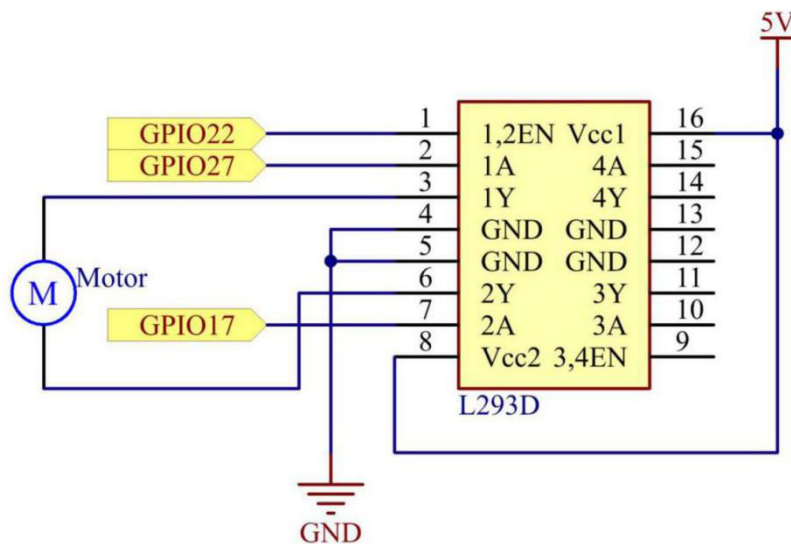 5V
GPIO22 1 1,2EN Vcc1 16
GPIO27 2 1A 4A 15
3 1Y 4Y 14
4 GND GND 13
5 GND GND 12
M Motor 6 2Y 3Y 11
GPIO17 7 2A 3A 10
8 Vcc2 3,4EN 9
L293D
GND